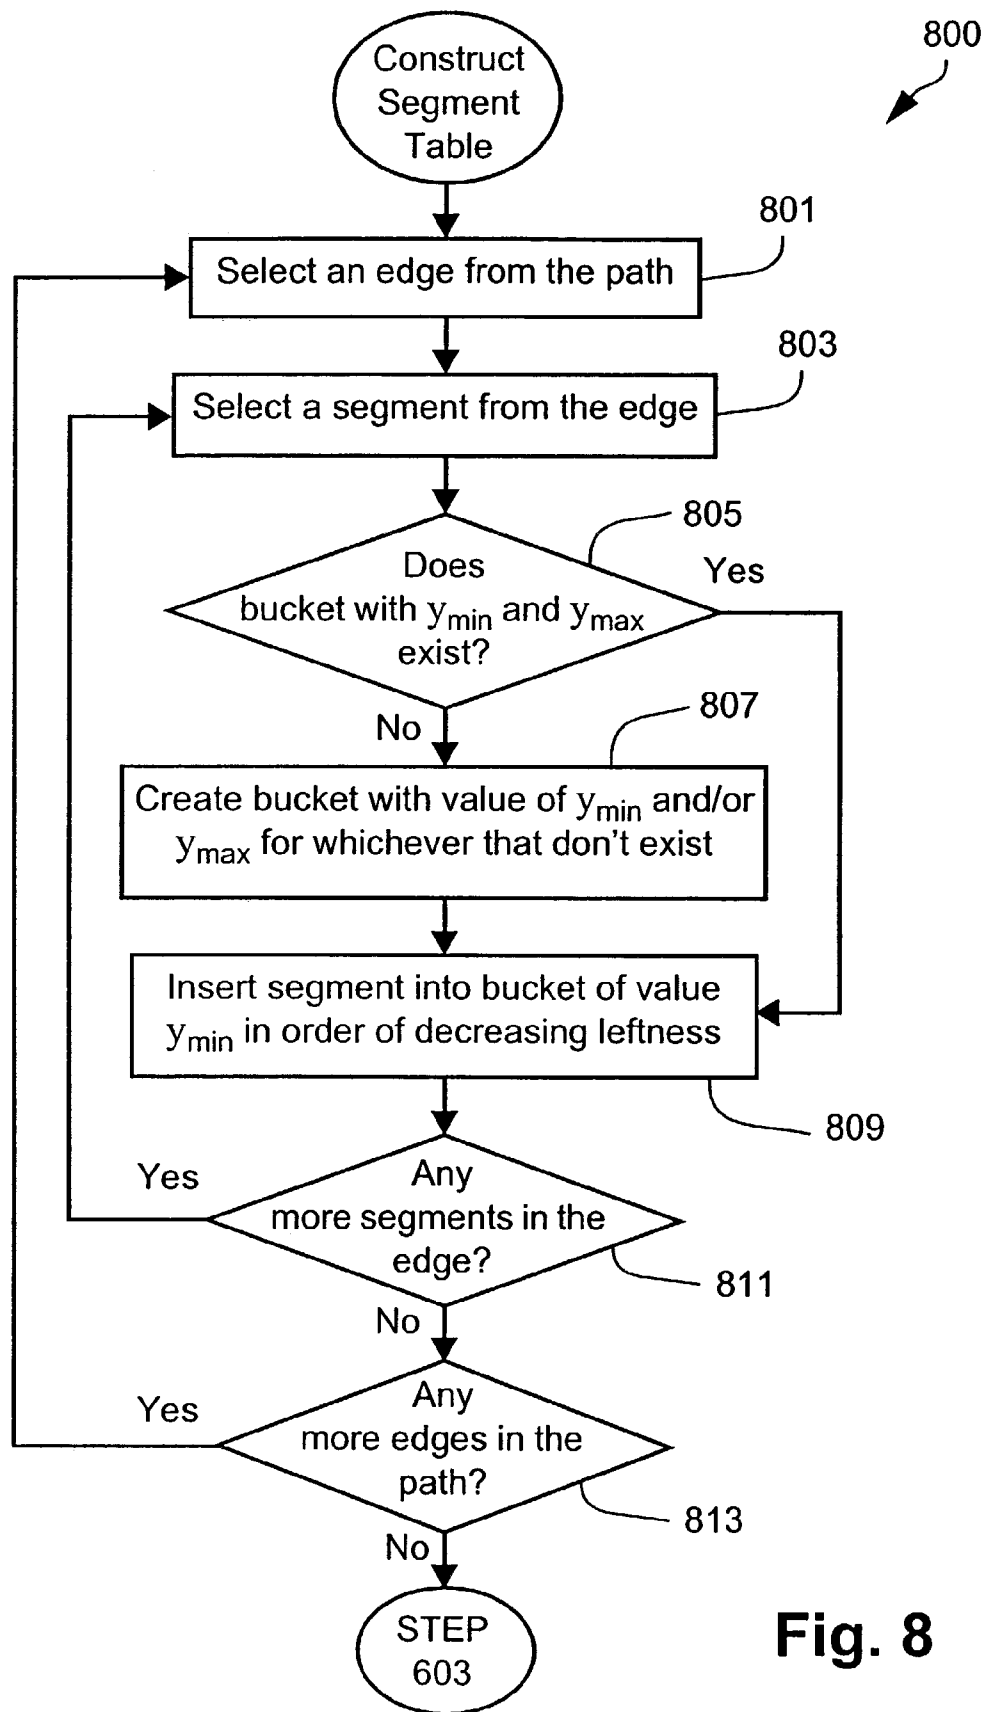 800
Construct
Segment
Table
801
Select an edge from the path
803
Select a segment from the edge
805
Does
bucket with ymin and ymax
exist?
Yes
No
807
Create bucket with value of ymin and/or
ymax for whichever that don't exist
Insert segment into bucket of value
ymin in order of decreasing leftness
809
Any
more segments in the
edge?
Yes
811
No
Any
more edges in the
path?
Yes
813
No
STEP
603
Fig. 8